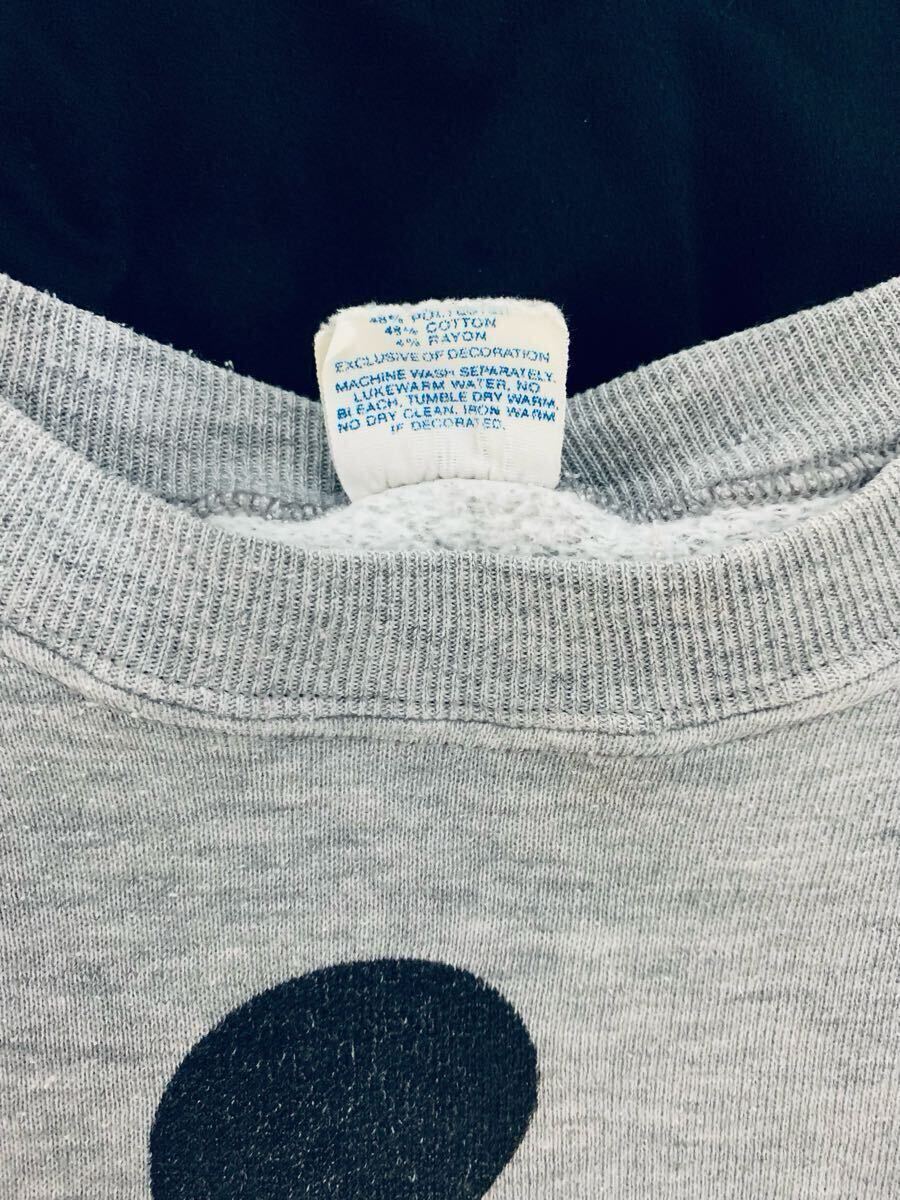 48% POLYESTER
48% COTTON
4% RAYON
EXCLUSIVE OF DECORATION
MACHINE WASH SEPARATELY.
LUKEWARM WATER, NO
BLEACH, TUMBLE DRY WARM
NO DRY CLEAN, IRON WARM
IF DECORATED.